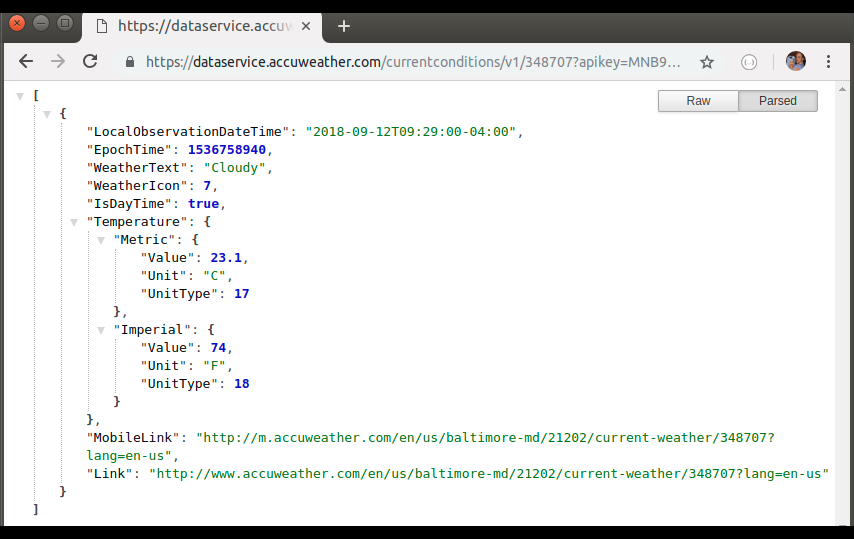 https://dataservice.accuw
https://dataservice.accuweather.com/currentconditions/v1/348707?apikey=MNB9...
Raw Parsed
[
{
"LocalObservationDateTime": "2018-09-12T09:29:00-04:00",
"EpochTime": 1536758940,
"WeatherText": "Cloudy",
"WeatherIcon": 7,
"IsDayTime": true,
"Temperature": {
"Metric": {
"Value": 23.1,
"Unit": "C",
"UnitType": 17
},
"Imperial": {
"Value": 74,
"Unit": "F",
"UnitType": 18
}
},
"MobileLink": "http://m.accuweather.com/en/us/baltimore-md/21202/current-weather/348707?
lang=en-us",
"Link": "http://www.accuweather.com/en/us/baltimore-md/21202/current-weather/348707?lang=en-us"
}
]